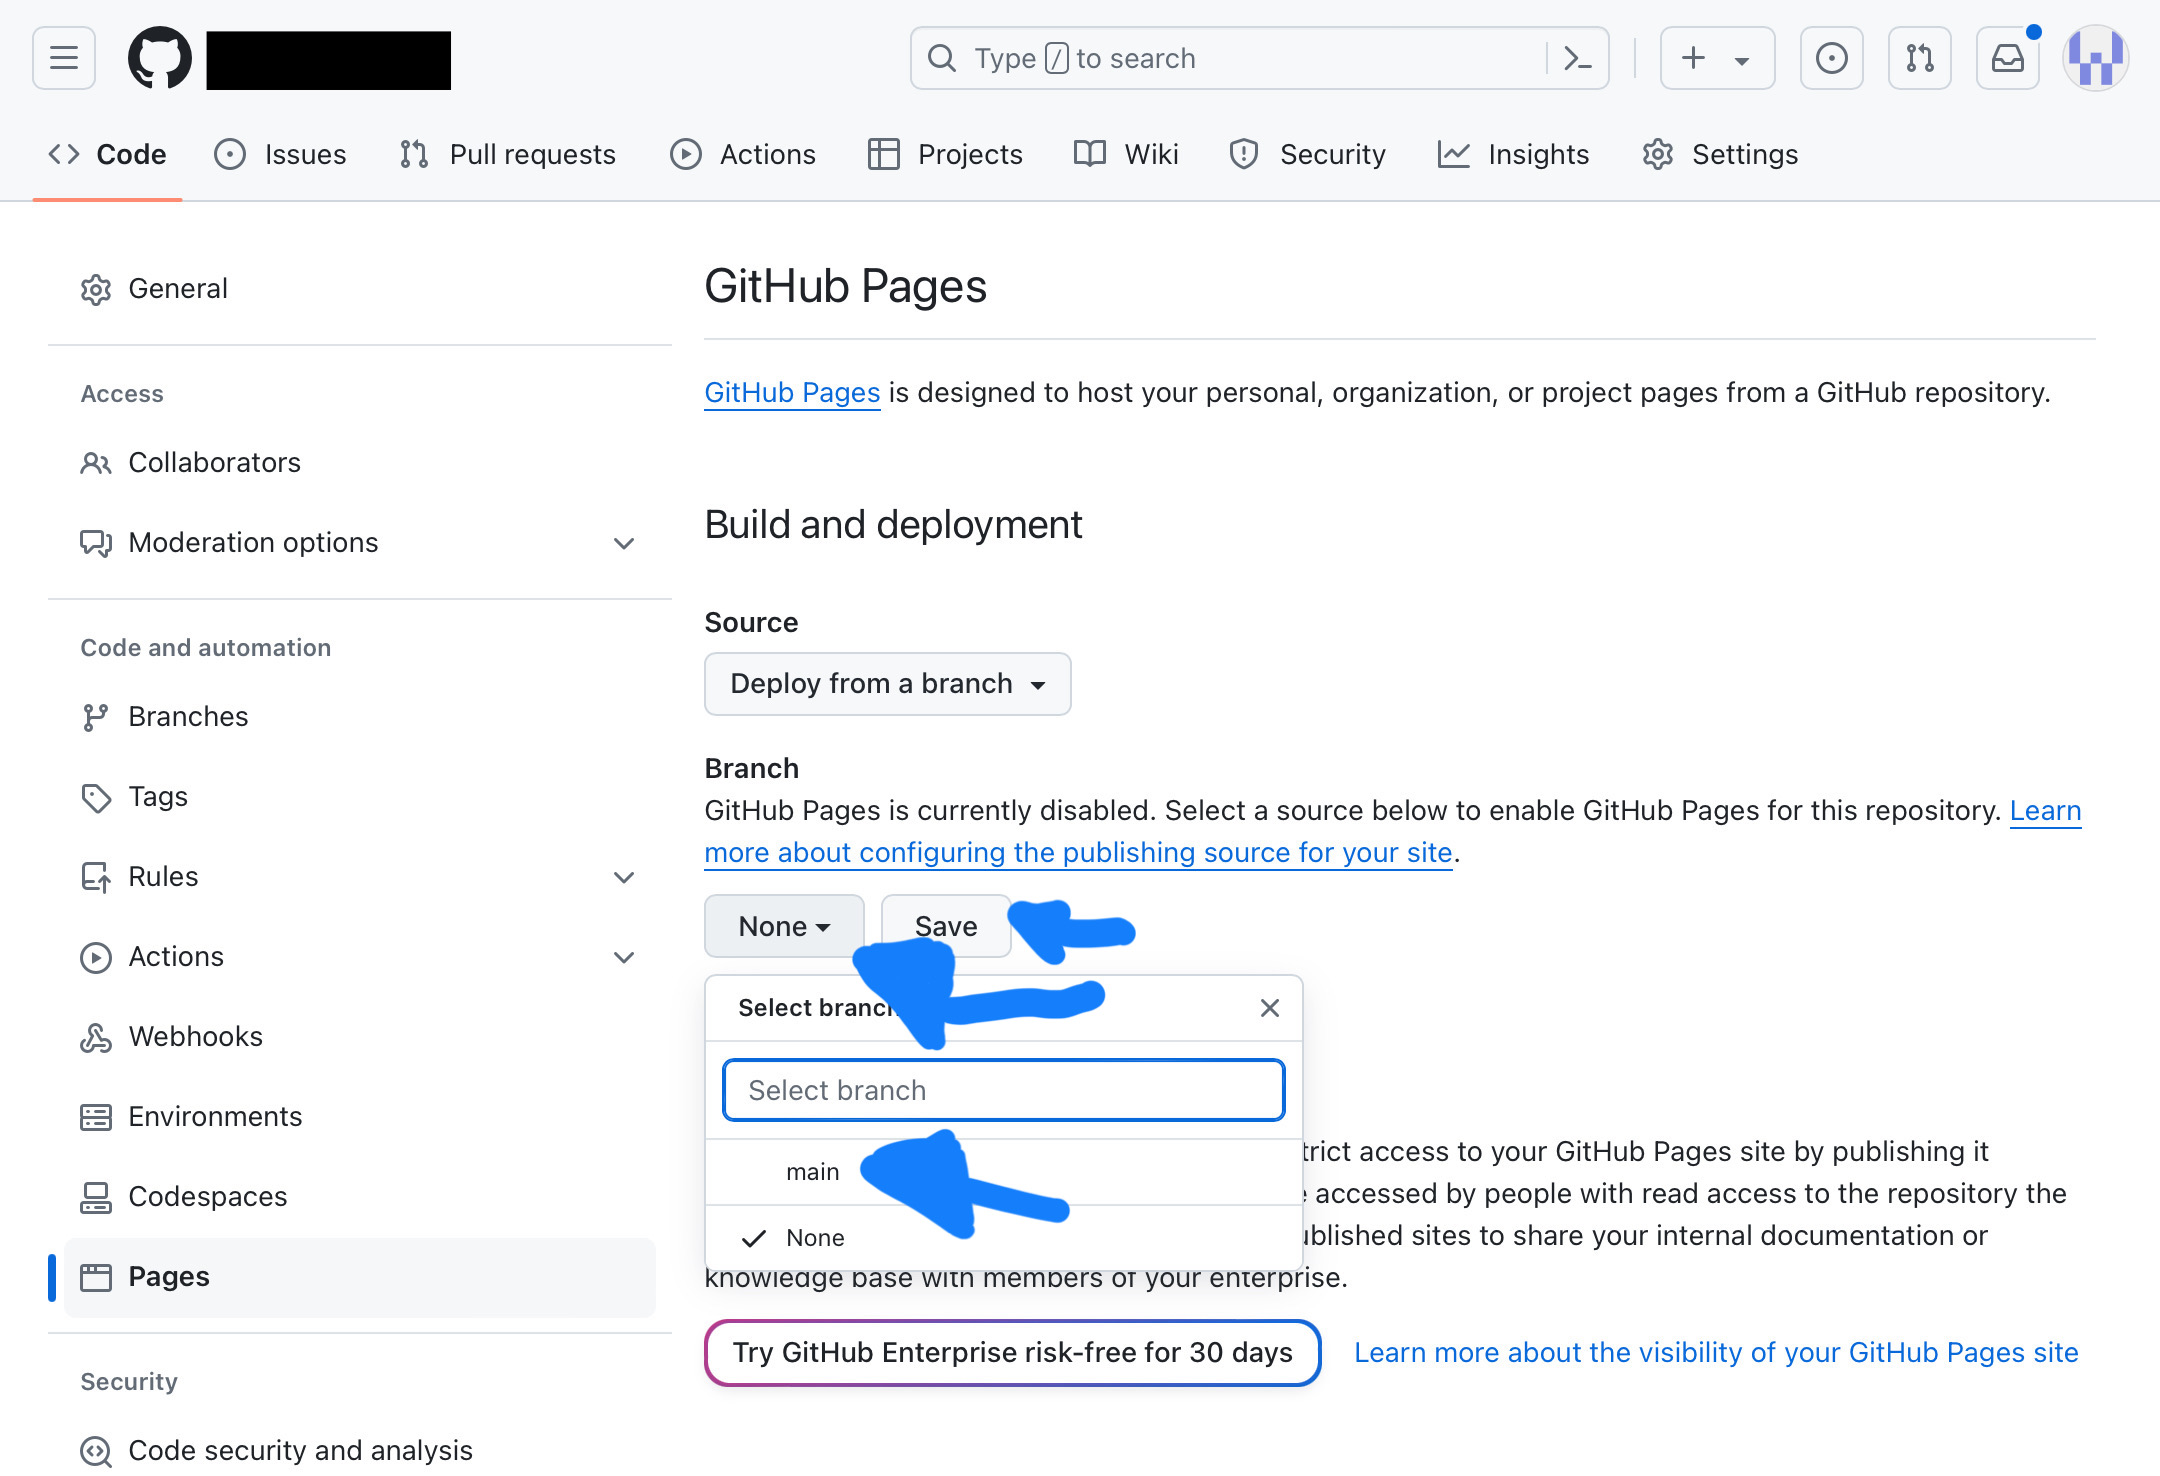 Type / to search
Code Issues Pull requests Actions Projects Wiki Security Insights Settings
General
Access
Collaborators
Moderation options
Code and automation
Branches
Tags
Rules
Actions
Webhooks
Environments
Codespaces
Pages
Security
Code security and analysis
GitHub Pages
GitHub Pages is designed to host your personal, organization, or project pages from a GitHub repository.
Build and deployment
Source
Deploy from a branch
Branch
GitHub Pages is currently disabled. Select a source below to enable GitHub Pages for this repository. Learn
more about configuring the publishing source for your site.
None Save
Select branch
Select branch
main
None
access to your GitHub Pages site by publishing it
accessed by people with read access to the repository the
sites to share your internal documentation or
knowledge base with members of your enterprise.
Try GitHub Enterprise risk-free for 30 days Learn more about the visibility of your GitHub Pages site